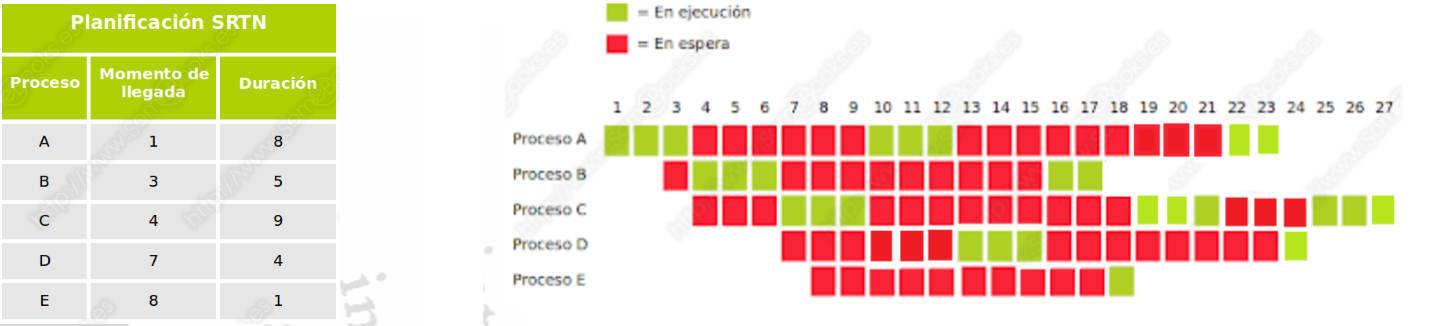 Planificación SRTN
Proceso Momento de llegada Duración
A 1 8
B 3 5
C 4 9
D 7 4
E 8 1
= En ejecución
= En espera
1 2 3 4 5 6 7 8 9 10 11 12 13 14 15 16 17 18 19 20 21 22 23 24 25 26 27
Proceso A
Proceso B
Proceso C
Proceso D
Proceso E